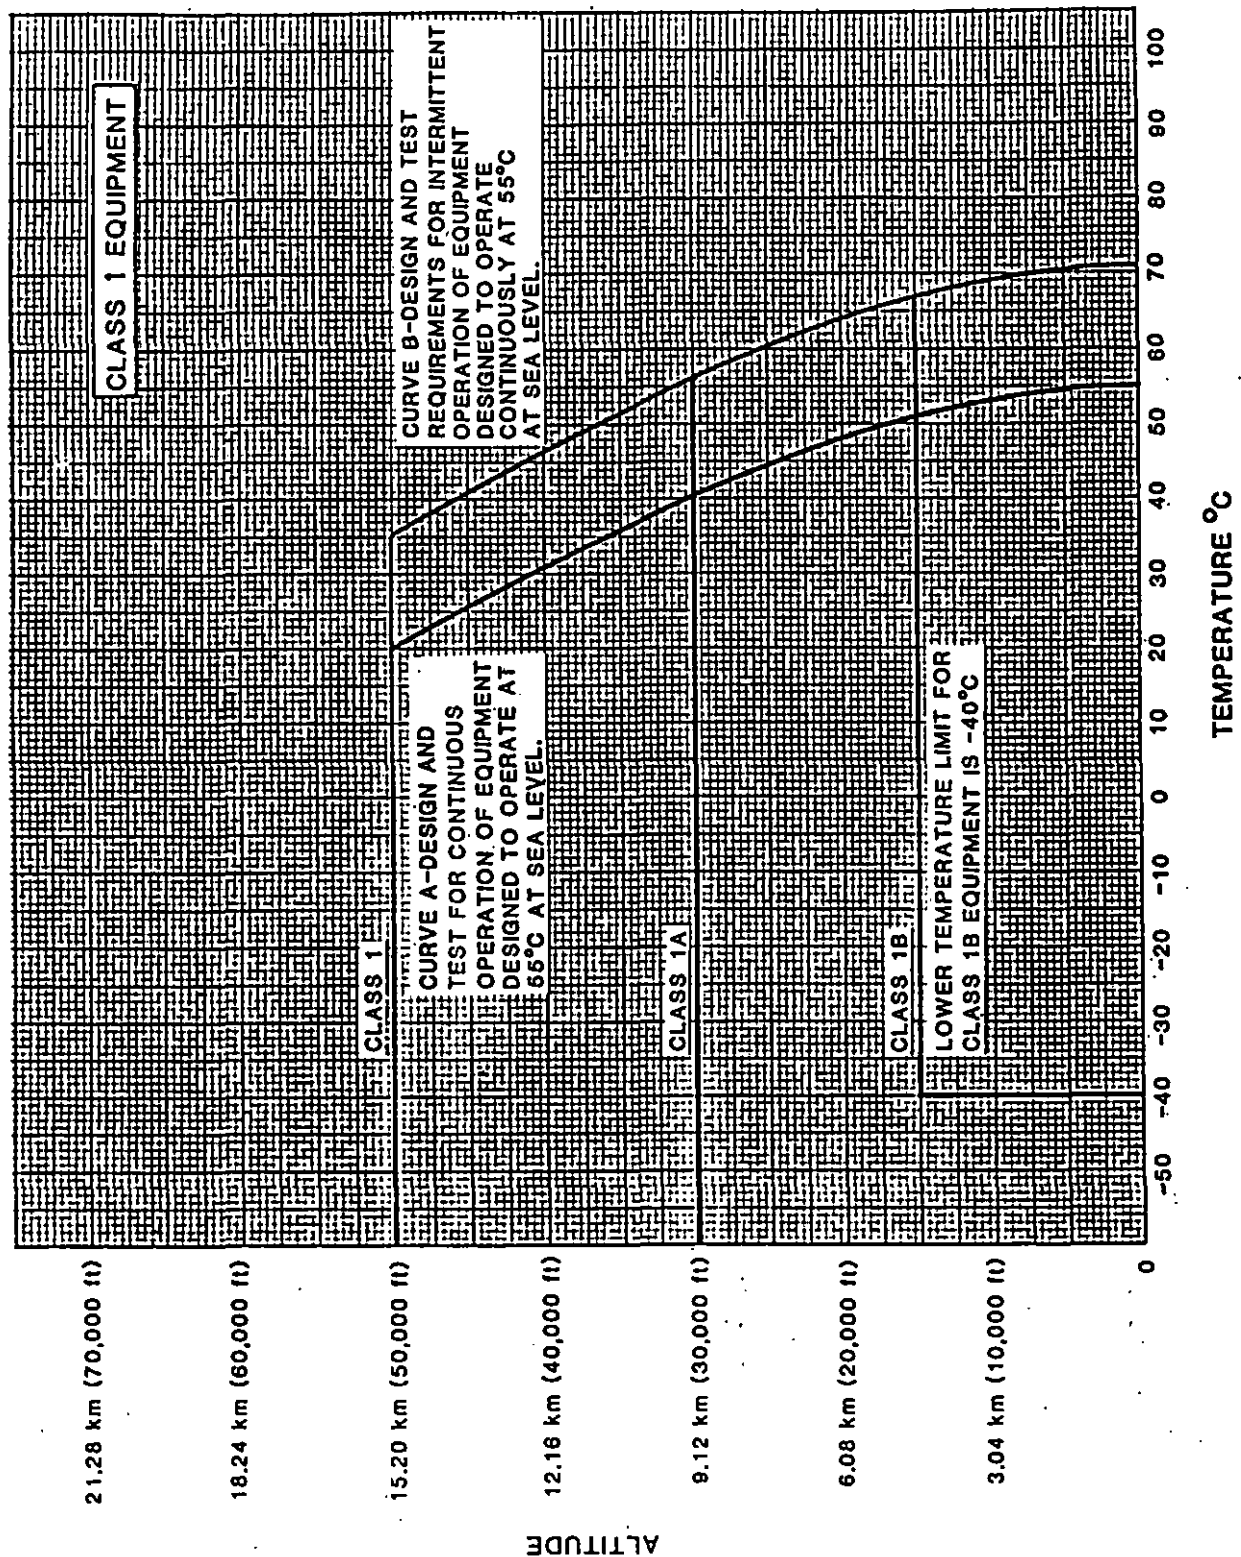 CLASS 1 EQUIPMENT
CURVE B-DESIGN AND TEST
REQUIREMENTS FOR INTERMITTENT
OPERATION OF EQUIPMENT
DESIGNED TO OPERATE
CONTINUOUSLY AT 55°C
AT SEA LEVEL.
CLASS 1
CURVE A-DESIGN AND
TEST FOR CONTINUOUS
OPERATION OF EQUIPMENT
DESIGNED TO OPERATE AT
55°C AT SEA LEVEL.
CLASS 1A
CLASS 1B
LOWER TEMPERATURE LIMIT FOR
CLASS 1B EQUIPMENT IS -40°C
ALTITUDE
21.28 km (70,000 ft)
18.24 km (60,000 ft)
15.20 km (50,000 ft)
12.16 km (40,000 ft)
9.12 km (30,000 ft)
6.08 km (20,000 ft)
3.04 km (10,000 ft)
0
-50 -40 -30 -20 -10 0 10 20 30 40 50 60 70 80 90 100
TEMPERATURE °C